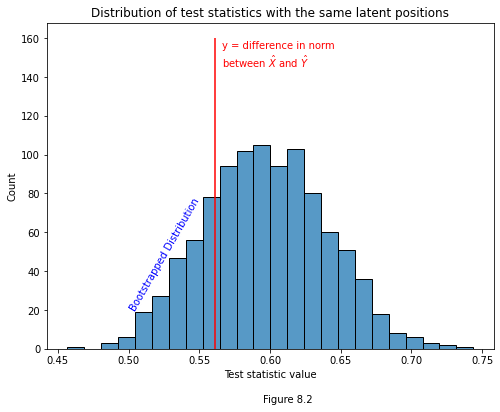 Distribution of test statistics with the same latent positions
160
140
120
100
80
60
40
20
0
Count
y = difference in norm
between X̂ and Ŷ
Bootstrapped Distribution
0.45 0.50 0.55 0.60 0.65 0.70 0.75
Test statistic value
Figure 8.2